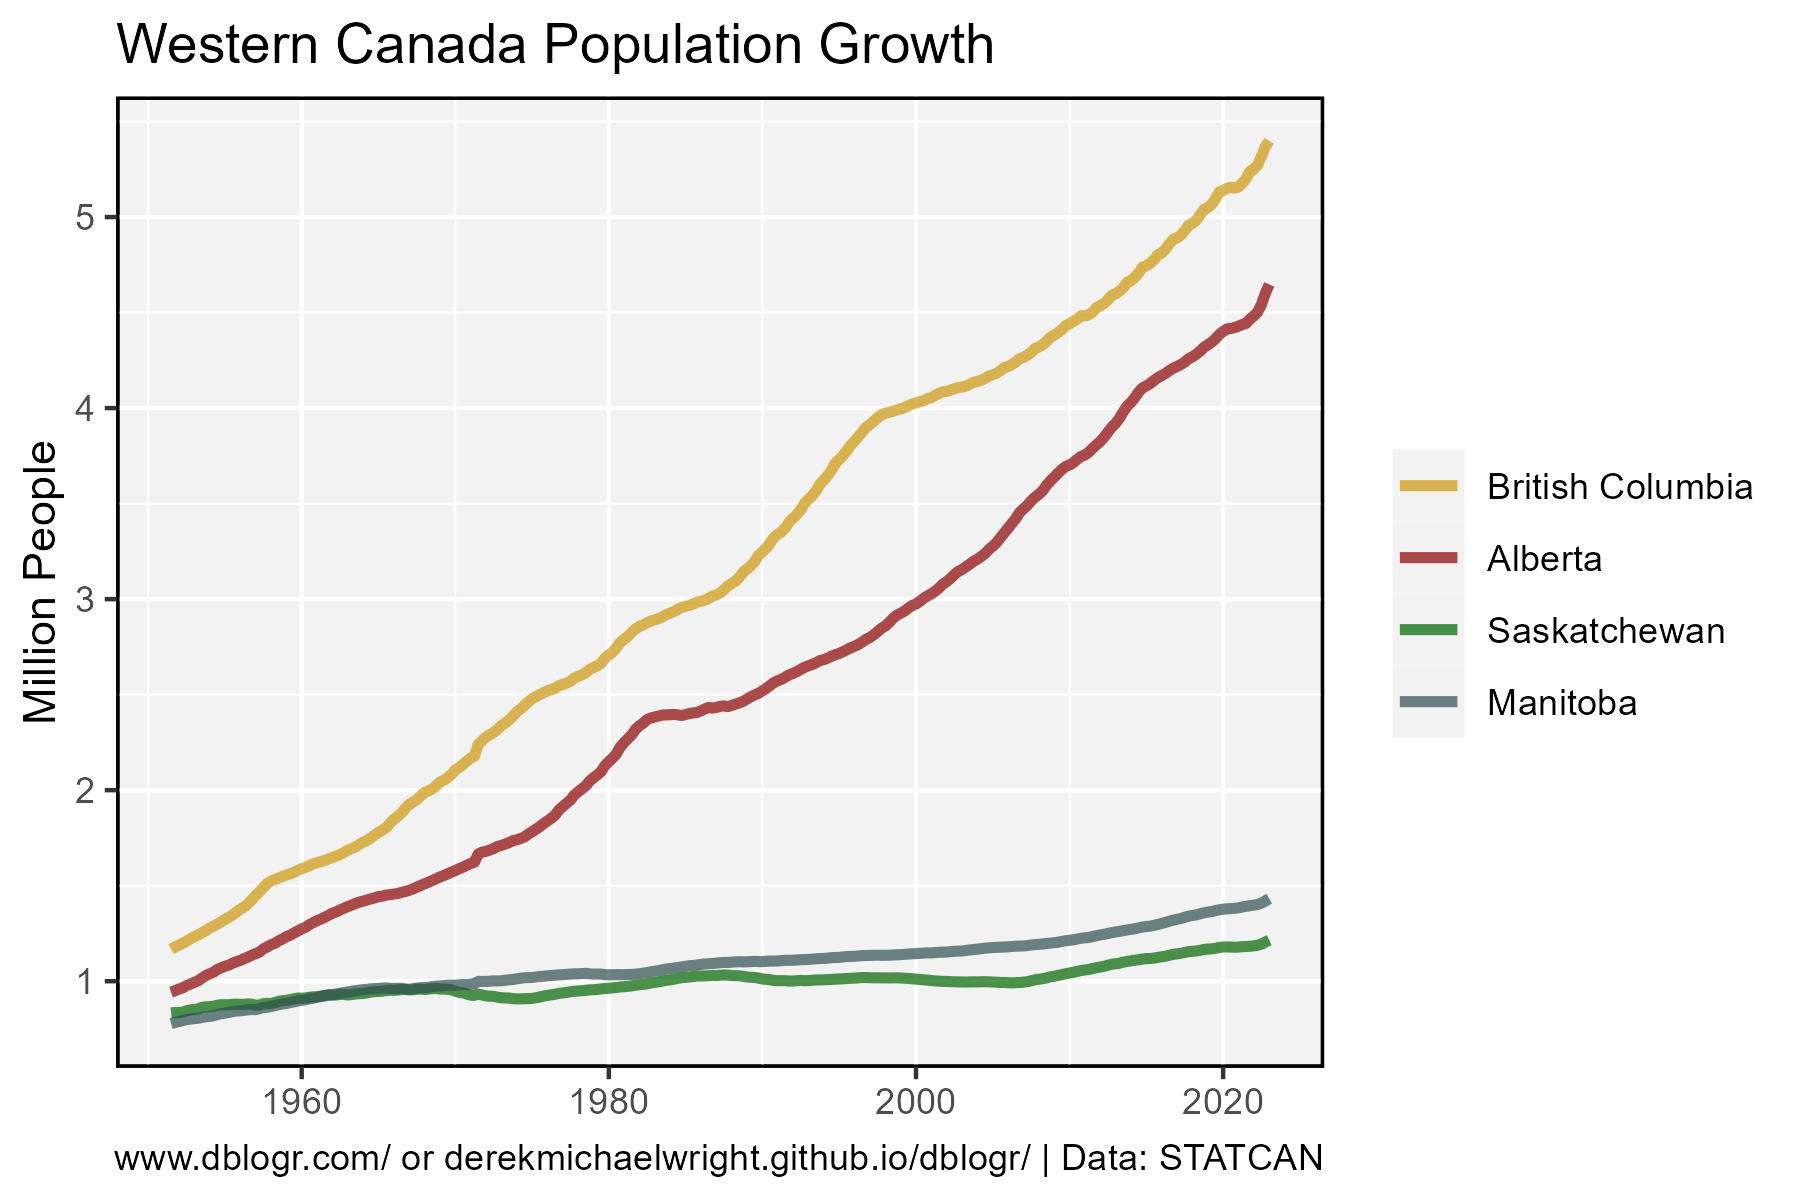 Western Canada Population Growth
Million People
5
4
3
2
1
1960 1980 2000 2020
British Columbia
Alberta
Saskatchewan
Manitoba
www.dblogr.com/ or derekmichaelwright.github.io/dblogr/ | Data: STATCAN